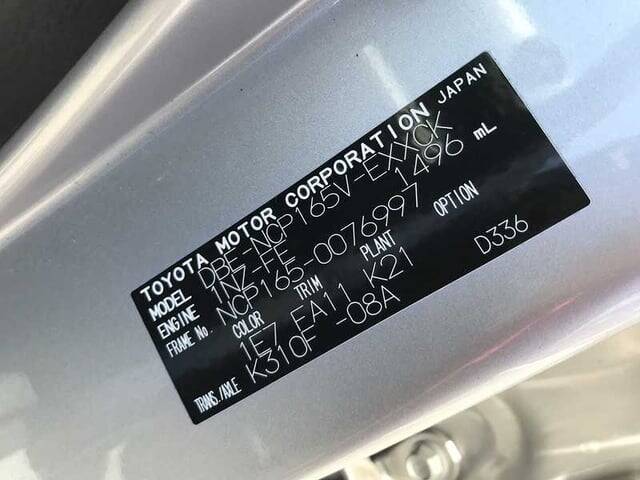 TOYOTA MOTOR CORPORATION JAPAN
MODEL DBE-NCP165V-EXXCK
ENGINE 1NZ-FE 1496 mL
FRAME No. NCP165-0076997
COLOR TRIM PLANT OPTION
1E7 FA11 K21 D336
TRANS./AXLE K310F -08A